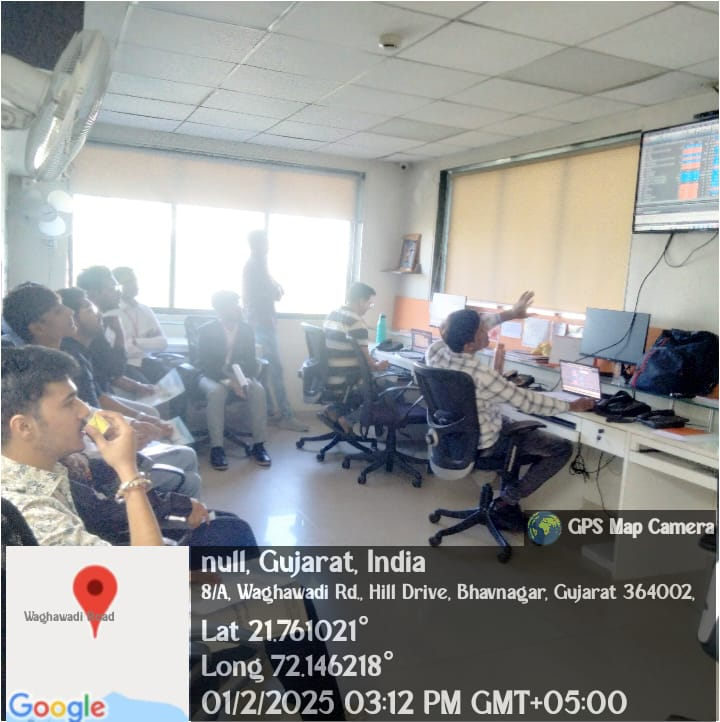 GPS Map Camera
null, Gujarat, India
8/A, Waghawadi Rd., Hill Drive, Bhavnagar, Gujarat 364002,
Lat 21.761021°
Long 72.146218°
01/2/2025 03:12 PM GMT+05:00
Waghawadi Road
Google